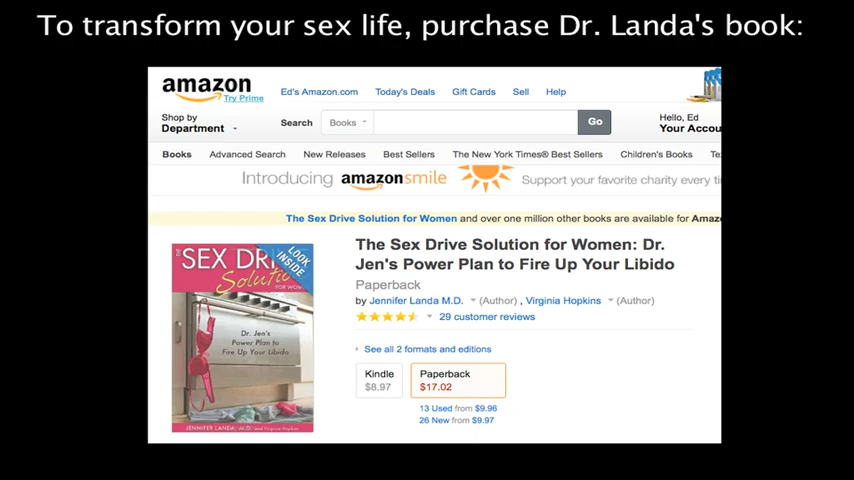 To transform your sex life, purchase Dr. Landa's book:
amazon
Try Prime
Ed's Amazon.com Today's Deals Gift Cards Sell Help
Shop by
Department
Search Books Go
Hello, Ed
Your Accou
Books Advanced Search New Releases Best Sellers The New York Times® Best Sellers Children's Books Te
Introducing amazonsmile Support your favorite charity every ti
The Sex Drive Solution for Women and over one million other books are available for Amaz
LOOK
INSIDE
THE
SEX DRI
Solution
FOR WOM
Dr. Jen's
Power Plan to
Fire Up Your Libido
JENNIFER LANDA, M.D. and Virginia Hopkins
The Sex Drive Solution for Women: Dr.
Jen's Power Plan to Fire Up Your Libido
Paperback
by Jennifer Landa M.D. (Author), Virginia Hopkins (Author)
29 customer reviews
See all 2 formats and editions
Kindle
$8.97
Paperback
$17.02
13 Used from $9.96
26 New from $9.97